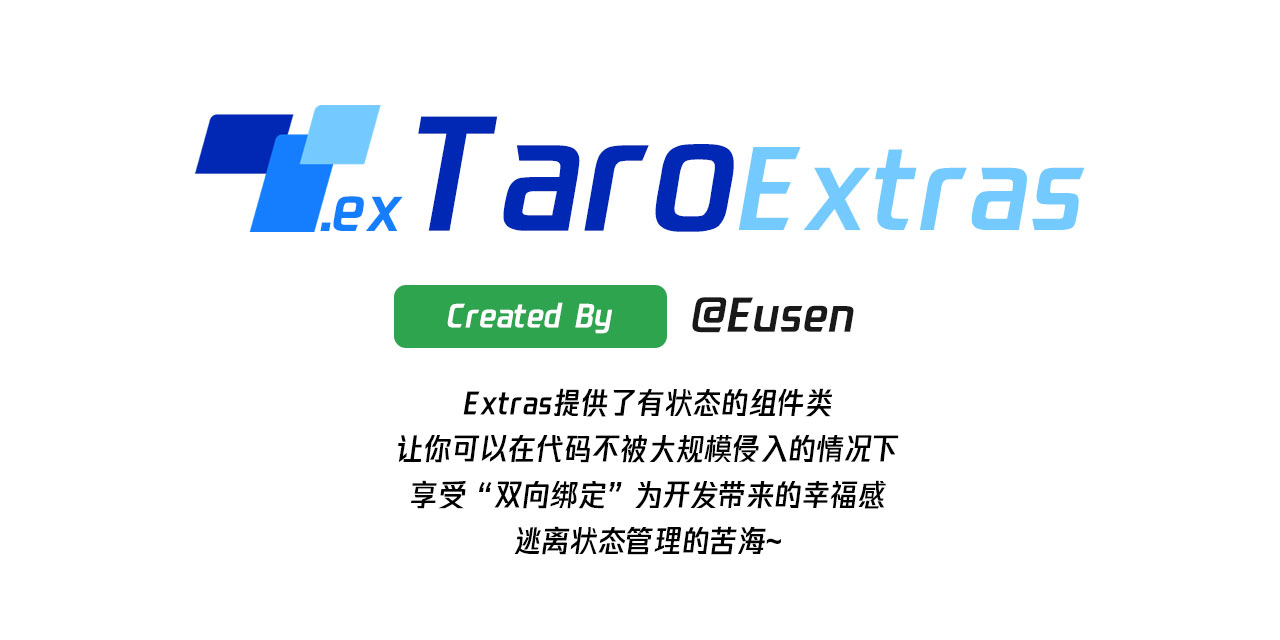 .ex TaroExtras
Created By @Eusen
Extras提供了有状态的组件类
让你可以在代码不被大规模侵入的情况下
享受“双向绑定”为开发带来的幸福感
逃离状态管理的苦海~